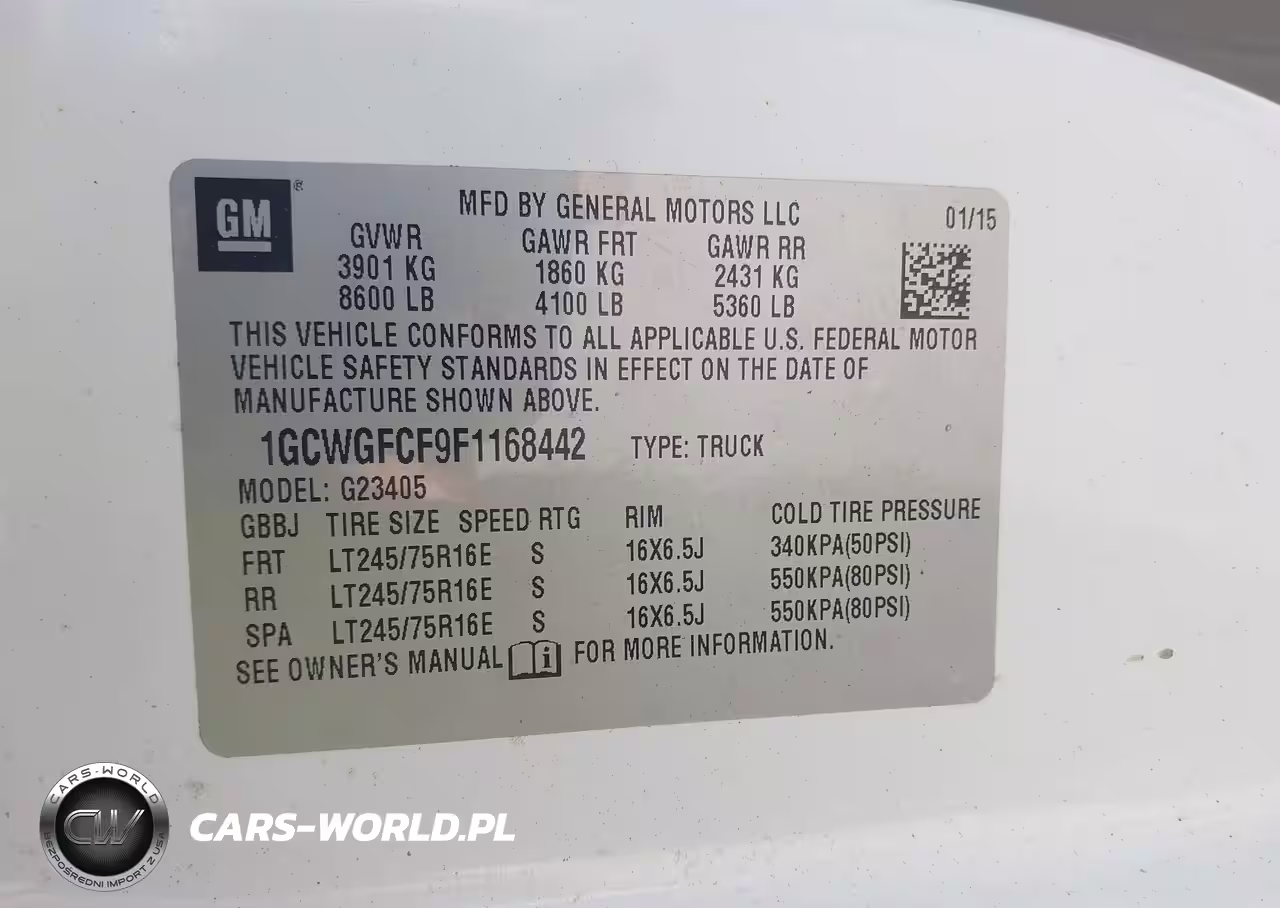 GM ®
MFD BY GENERAL MOTORS LLC 01/15
GVWR GAWR FRT GAWR RR
3901 KG 1860 KG 2431 KG
8600 LB 4100 LB 5360 LB
THIS VEHICLE CONFORMS TO ALL APPLICABLE U.S. FEDERAL MOTOR
VEHICLE SAFETY STANDARDS IN EFFECT ON THE DATE OF
MANUFACTURE SHOWN ABOVE.
1GCWGFCF9F1168442 TYPE: TRUCK
MODEL: G23405
GBBJ TIRE SIZE SPEED RTG RIM COLD TIRE PRESSURE
FRT LT245/75R16E S 16X6.5J 340KPA(50PSI)
RR LT245/75R16E S 16X6.5J 550KPA(80PSI)
SPA LT245/75R16E S 16X6.5J 550KPA(80PSI)
SEE OWNER'S MANUAL i FOR MORE INFORMATION.
CARS-WORLD
CW
BEZPOŚREDNI IMPORT Z USA
CARS-WORLD.PL